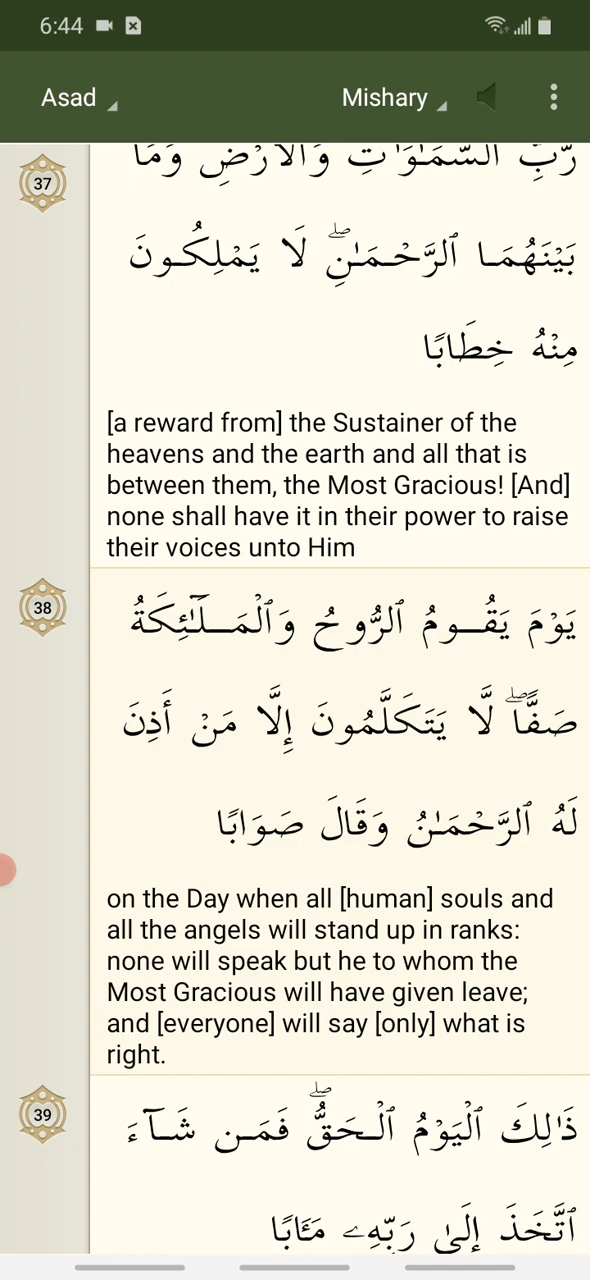 6:44
Asad Mishary
رَّبِّ ٱلسَّمَـٰوَٰتِ وَٱلْأَرْضِ وَمَا
37
بَيْنَهُمَا ٱلرَّحْمَـٰنِ ۖ لَا يَمْلِكُونَ
مِنْهُ خِطَابًا
[a reward from] the Sustainer of the
heavens and the earth and all that is
between them, the Most Gracious! [And]
none shall have it in their power to raise
their voices unto Him
38
يَوْمَ يَقُومُ ٱلرُّوحُ وَٱلْمَلَـٰٓئِكَةُ
صَفًّا ۖ لَّا يَتَكَلَّمُونَ إِلَّا مَنْ أَذِنَ
لَهُ ٱلرَّحْمَـٰنُ وَقَالَ صَوَابًا
on the Day when all [human] souls and
all the angels will stand up in ranks:
none will speak but he to whom the
Most Gracious will have given leave;
and [everyone] will say [only] what is
right.
39
ذَٰلِكَ ٱلْيَوْمُ ٱلْحَقُّ ۖ فَمَن شَآءَ
ٱتَّخَذَ إِلَىٰ رَبِّهِۦ مَـَٔابًا